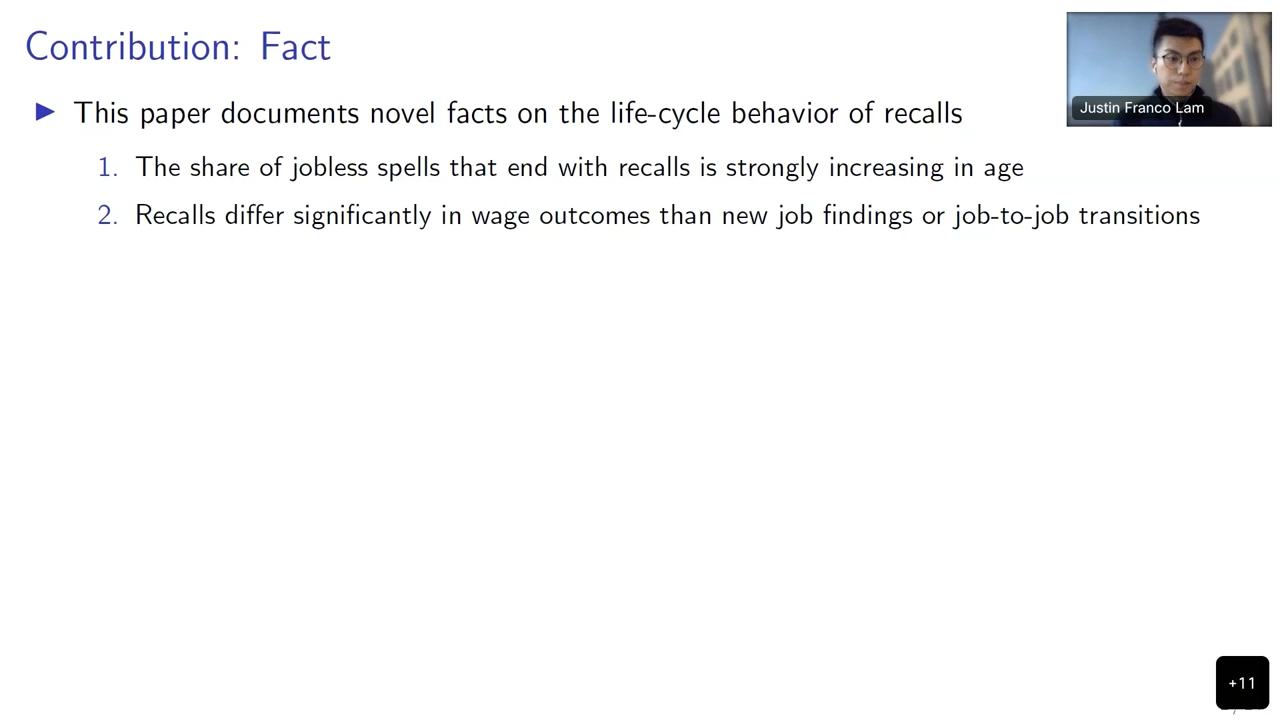 Contribution: Fact
Justin Franco Lam
▶ This paper documents novel facts on the life-cycle behavior of recalls
1. The share of jobless spells that end with recalls is strongly increasing in age
2. Recalls differ significantly in wage outcomes than new job findings or job-to-job transitions
+11